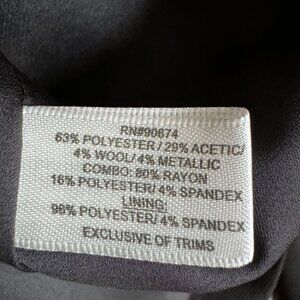 RN#90674
63% POLYESTER/29% ACETIC/
4% WOOL/4% METALLIC
COMBO: 80% RAYON
16% POLYESTER/4% SPANDEX
LINING:
96% POLYESTER/4% SPANDEX
EXCLUSIVE OF TRIMS